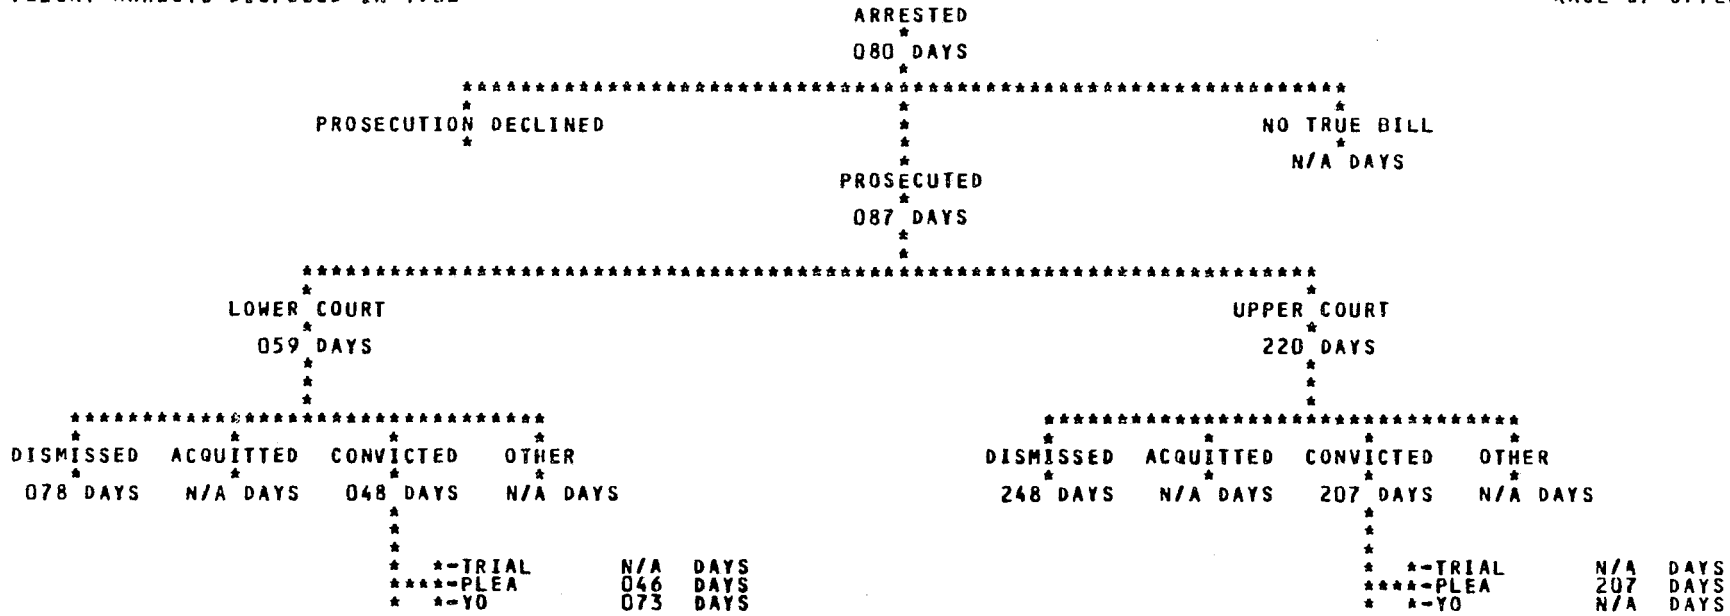 ARRESTED
080 DAYS
PROSECUTION DECLINED NO TRUE BILL
N/A DAYS
PROSECUTED
087 DAYS
LOWER COURT UPPER COURT
059 DAYS 220 DAYS
DISMISSED ACQUITTED CONVICTED OTHER DISMISSED ACQUITTED CONVICTED OTHER
078 DAYS N/A DAYS 048 DAYS N/A DAYS 248 DAYS N/A DAYS 207 DAYS N/A DAYS
*-TRIAL N/A DAYS *-TRIAL N/A DAYS
****-PLEA 046 DAYS ****-PLEA 207 DAYS
* *-YO 073 DAYS * *-YO N/A DAYS